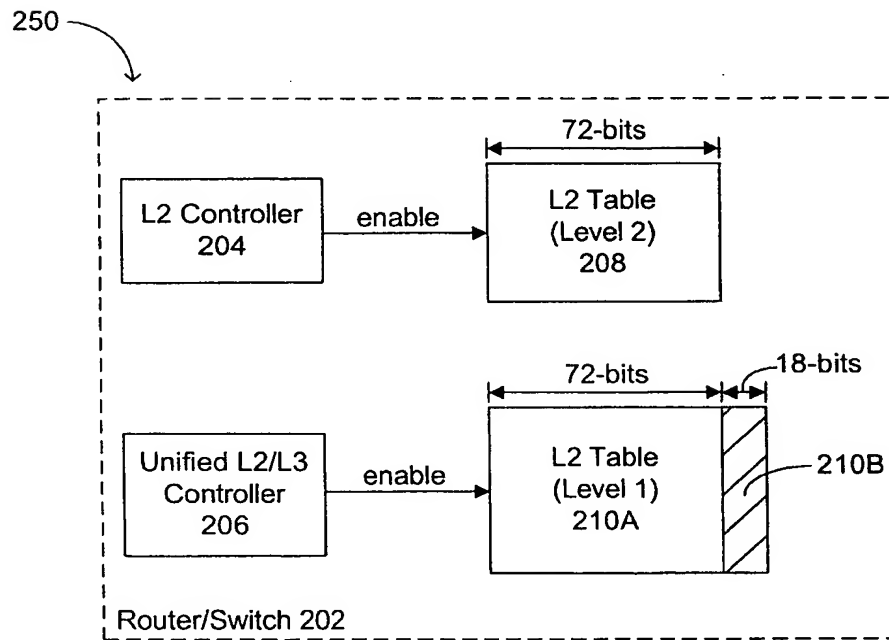 250
72-bits
L2 Controller
204
enable
L2 Table
(Level 2)
208
72-bits
18-bits
Unified L2/L3
Controller
206
enable
L2 Table
(Level 1)
210A
210B
Router/Switch 202